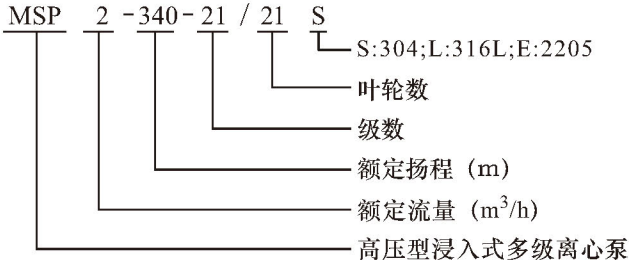 MSP 2 -340-21/21 S
S:304;L:316L;E:2205
叶轮数
级数
额定扬程（m）
额定流量（m³/h）
高压型浸入式多级离心泵